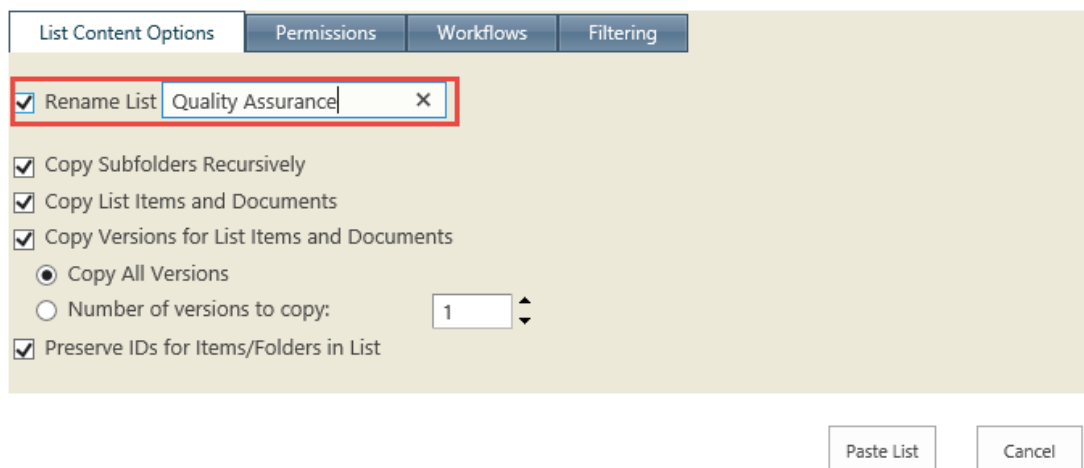 List Content Options Permissions Workflows Filtering
Rename List Quality Assurance
Copy Subfolders Recursively
Copy List Items and Documents
Copy Versions for List Items and Documents
Copy All Versions
Number of versions to copy: 1
Preserve IDs for Items/Folders in List
Paste List Cancel